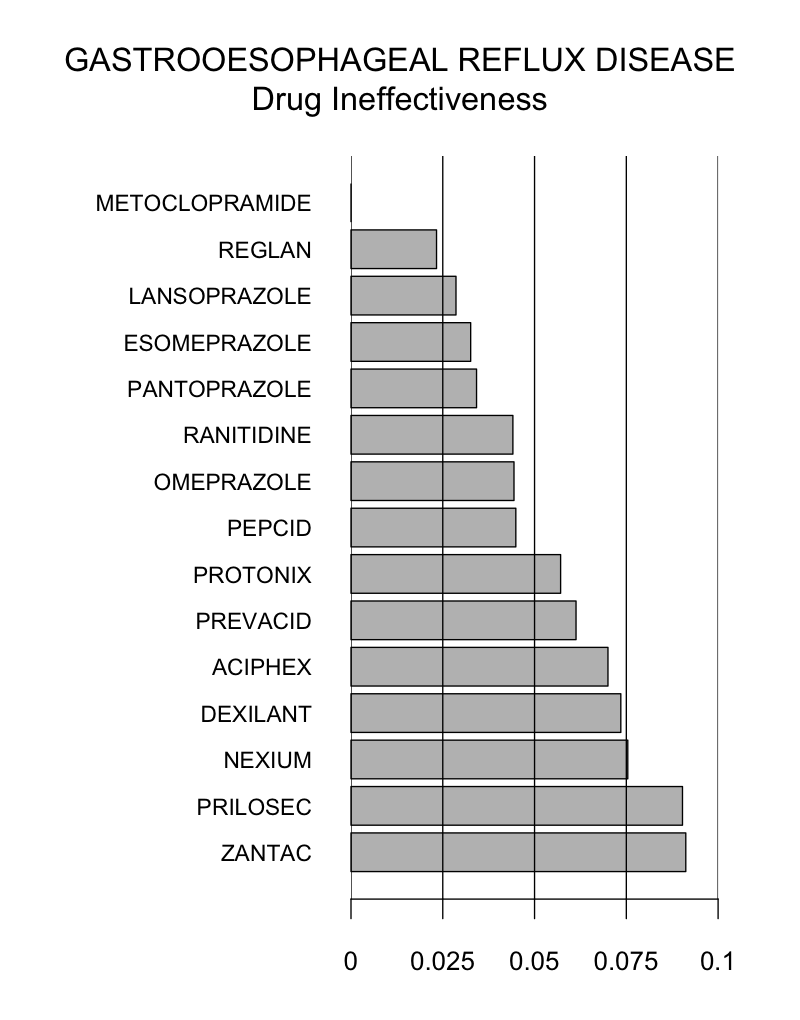 GASTROOESOPHAGEAL REFLUX DISEASE
Drug Ineffectiveness
METOCLOPRAMIDE
REGLAN
LANSOPRAZOLE
ESOMEPRAZOLE
PANTOPRAZOLE
RANITIDINE
OMEPRAZOLE
PEPCID
PROTONIX
PREVACID
ACIPHEX
DEXILANT
NEXIUM
PRILOSEC
ZANTAC
0 0.025 0.05 0.075 0.1